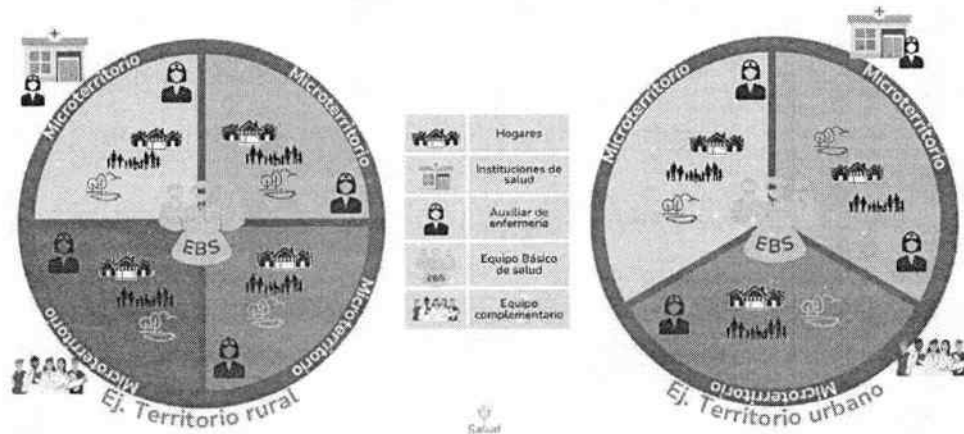 Microterritorio
Microterritorio
EBS
Microterritorio
Microterritorio
Ej. Territorio rural
Hogares
Instituciones de
salud
Auxiliar de
enfermería
EBS
Equipo Básico
de salud
Equipo
complementario
Salud
Microterritorio
Microterritorio
EBS
Microterritorio
Ej. Territorio urbano